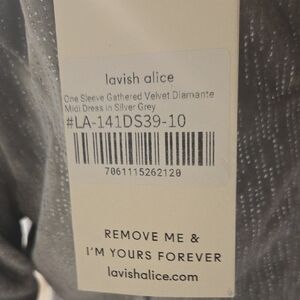 lavish alice
One Sleeve Gathered Velvet Diamante
Midi Dress in Silver Grey
#LA-141DS39-10
7061115262120
REMOVE ME &
I'M YOURS FOREVER
lavishalice.com